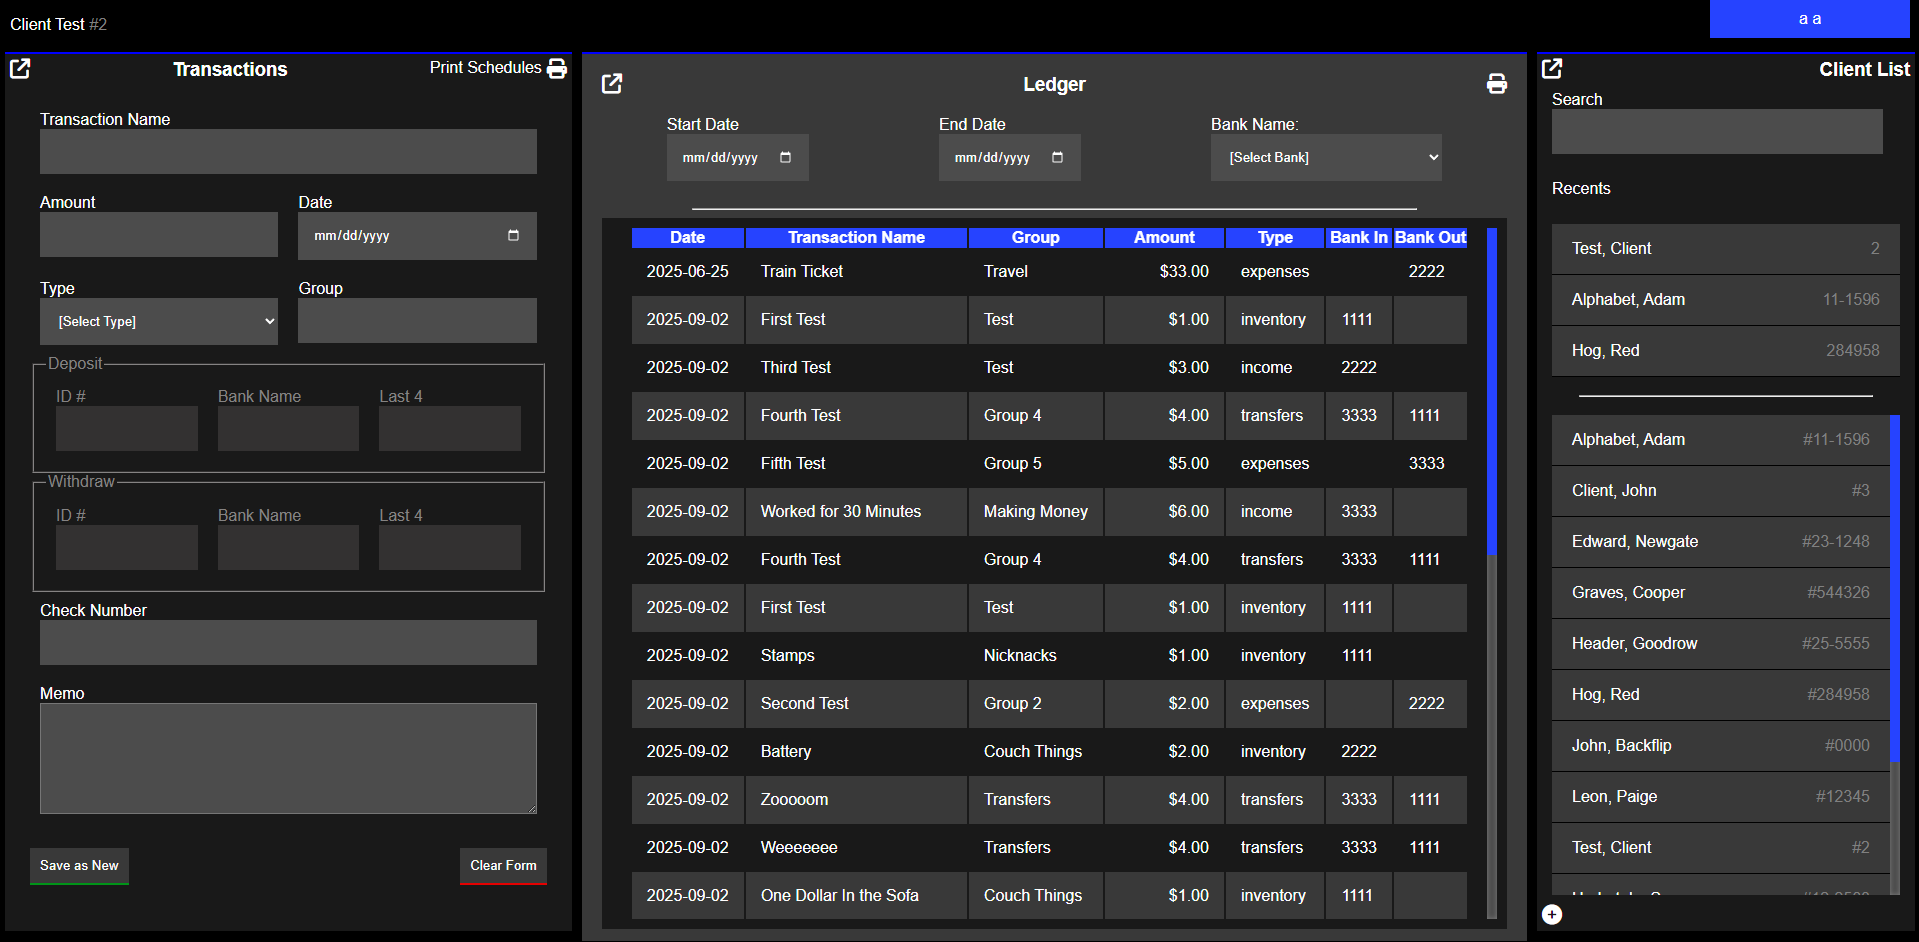 Client Test #2
a a
Transactions
Print Schedules
Transaction Name
Amount
Date
mm/dd/yyyy
Type
Group
[Select Type]
Deposit
ID #
Bank Name
Last 4
Withdraw
ID #
Bank Name
Last 4
Check Number
Memo
Save as New
Clear Form
Ledger
Start Date
End Date
Bank Name:
mm/dd/yyyy
mm/dd/yyyy
[Select Bank]
Date Transaction Name Group Amount Type Bank In Bank Out
2025-06-25 Train Ticket Travel $33.00 expenses 2222
2025-09-02 First Test Test $1.00 inventory 1111
2025-09-02 Third Test Test $3.00 income 2222
2025-09-02 Fourth Test Group 4 $4.00 transfers 3333 1111
2025-09-02 Fifth Test Group 5 $5.00 expenses 3333
2025-09-02 Worked for 30 Minutes Making Money $6.00 income 3333
2025-09-02 Fourth Test Group 4 $4.00 transfers 3333 1111
2025-09-02 First Test Test $1.00 inventory 1111
2025-09-02 Stamps Nicknacks $1.00 inventory 1111
2025-09-02 Second Test Group 2 $2.00 expenses 2222
2025-09-02 Battery Couch Things $2.00 inventory 2222
2025-09-02 Zooooom Transfers $4.00 transfers 3333 1111
2025-09-02 Weeeeeee Transfers $4.00 transfers 3333 1111
2025-09-02 One Dollar In the Sofa Couch Things $1.00 inventory 1111
Client List
Search
Recents
Test, Client 2
Alphabet, Adam 11-1596
Hog, Red 284958
Alphabet, Adam #11-1596
Client, John #3
Edward, Newgate #23-1248
Graves, Cooper #544326
Header, Goodrow #25-5555
Hog, Red #284958
John, Backflip #0000
Leon, Paige #12345
Test, Client #2